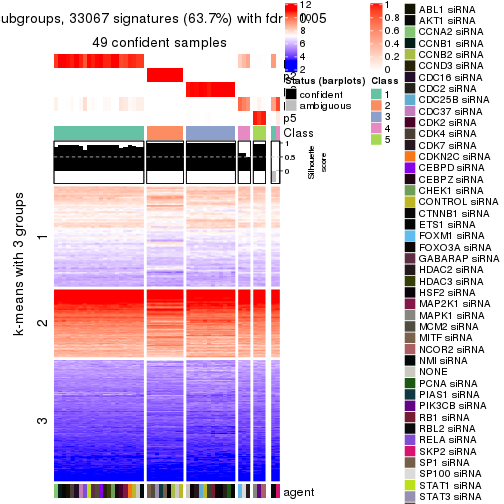 ubgroups, 33067 signatures (63.7%) with fdr 0.05
49 confident samples
p5
Class
1
0.5
0
Silhouette
score
k-means with 3 groups
1
2
3
agent
12
10
8
6
4
2
Status (barplots)
confident
ambiguous
1
0.8
0.6
0.4
0.2
0
Class
1
2
3
4
5
ABL1 siRNA
AKT1 siRNA
CCNA2 siRNA
CCNB1 siRNA
CCNB2 siRNA
CCND3 siRNA
CDC16 siRNA
CDC2 siRNA
CDC25B siRNA
CDC37 siRNA
CDK2 siRNA
CDK4 siRNA
CDK7 siRNA
CDKN2C siRNA
CEBPD siRNA
CEBPZ siRNA
CHEK1 siRNA
CONTROL siRNA
CTNNB1 siRNA
ETS1 siRNA
FOXM1 siRNA
FOXO3A siRNA
GABARAP siRNA
HDAC2 siRNA
HDAC3 siRNA
HSF2 siRNA
MAP2K1 siRNA
MAPK1 siRNA
MCM2 siRNA
MITF siRNA
NCOR2 siRNA
NMI siRNA
NONE
PCNA siRNA
PIAS1 siRNA
PIK3CB siRNA
RB1 siRNA
RBL2 siRNA
RELA siRNA
SKP2 siRNA
SP1 siRNA
SP100 siRNA
STAT1 siRNA
STAT3 siRNA